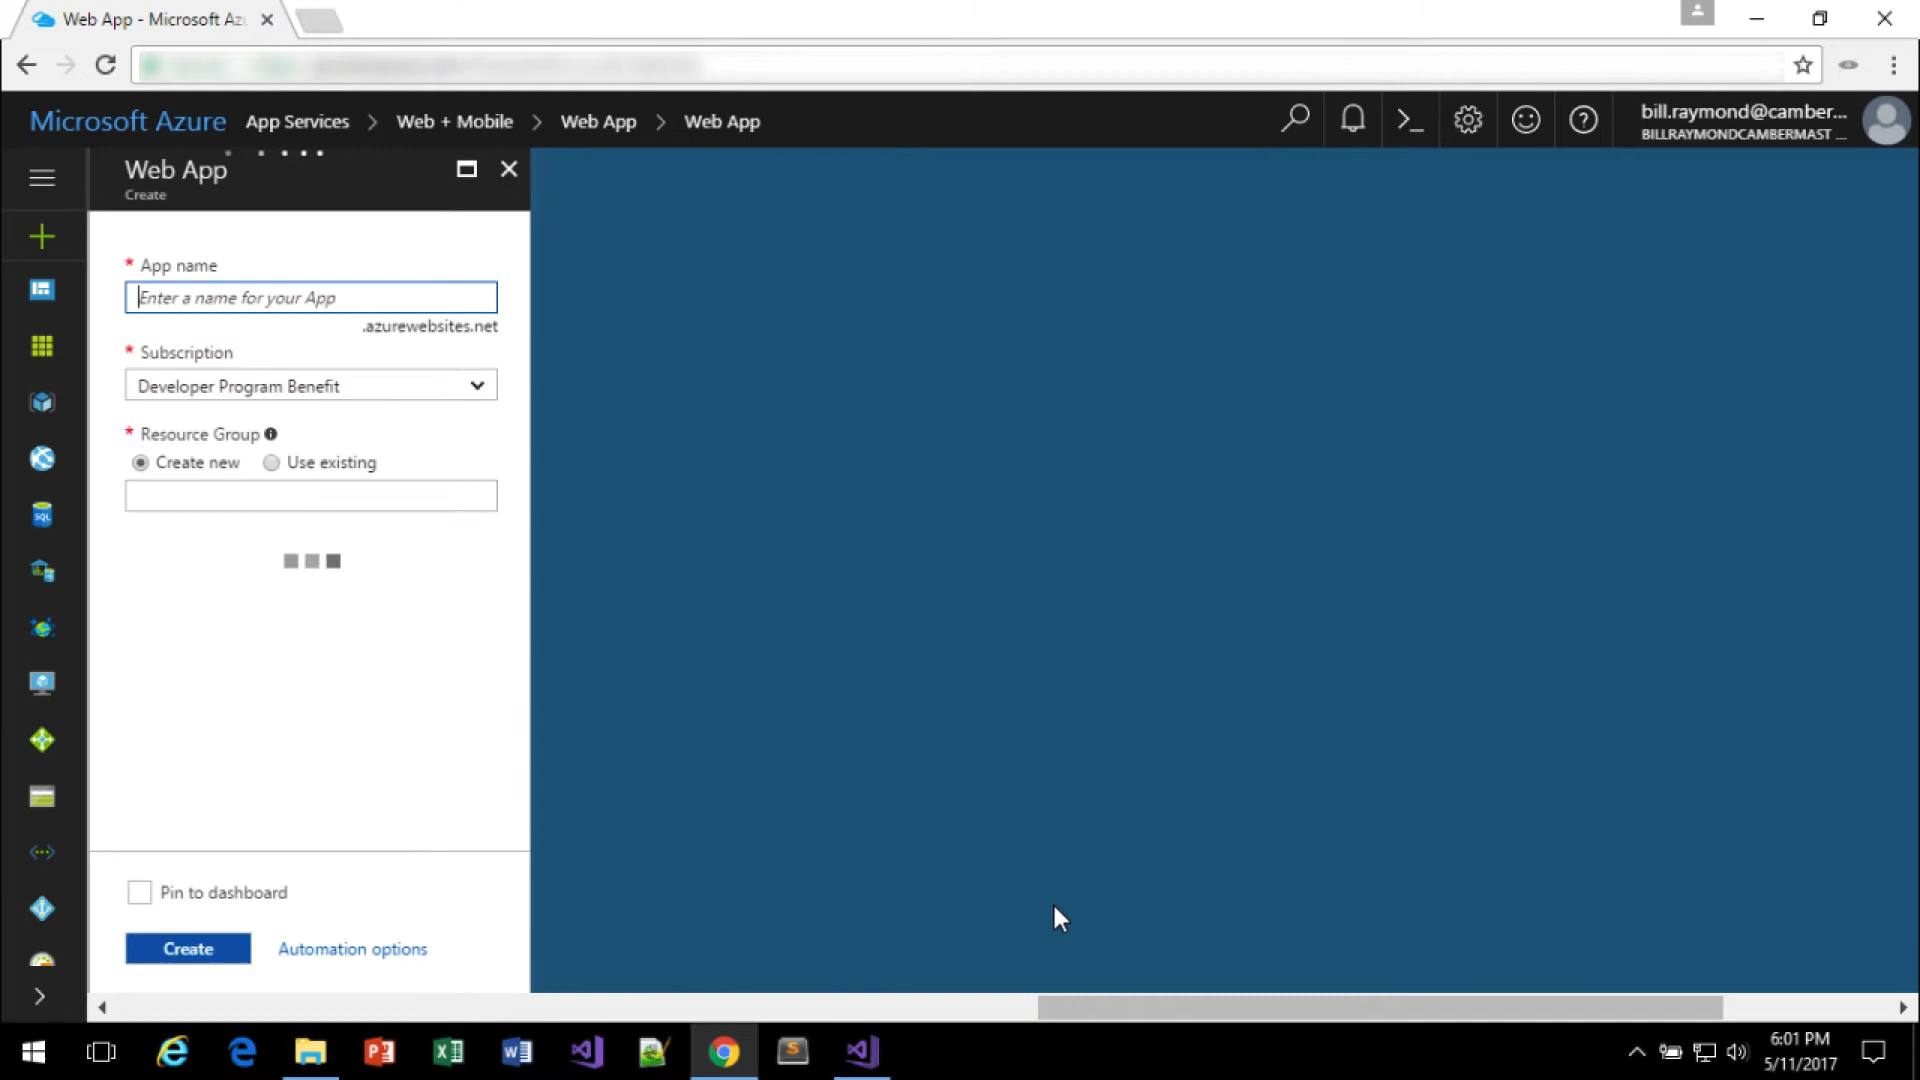 Web App - Microsoft Az
Microsoft Azure App Services > Web + Mobile > Web App > Web App
bill.raymond@camber...
BILLRAYMONDCAMBERMAST ...
Web App
Create
* App name
Enter a name for your App
.azurewebsites.net
* Subscription
Developer Program Benefit
* Resource Group
Create new Use existing
SQL
Pin to dashboard
Create Automation options
6:01 PM
5/11/2017